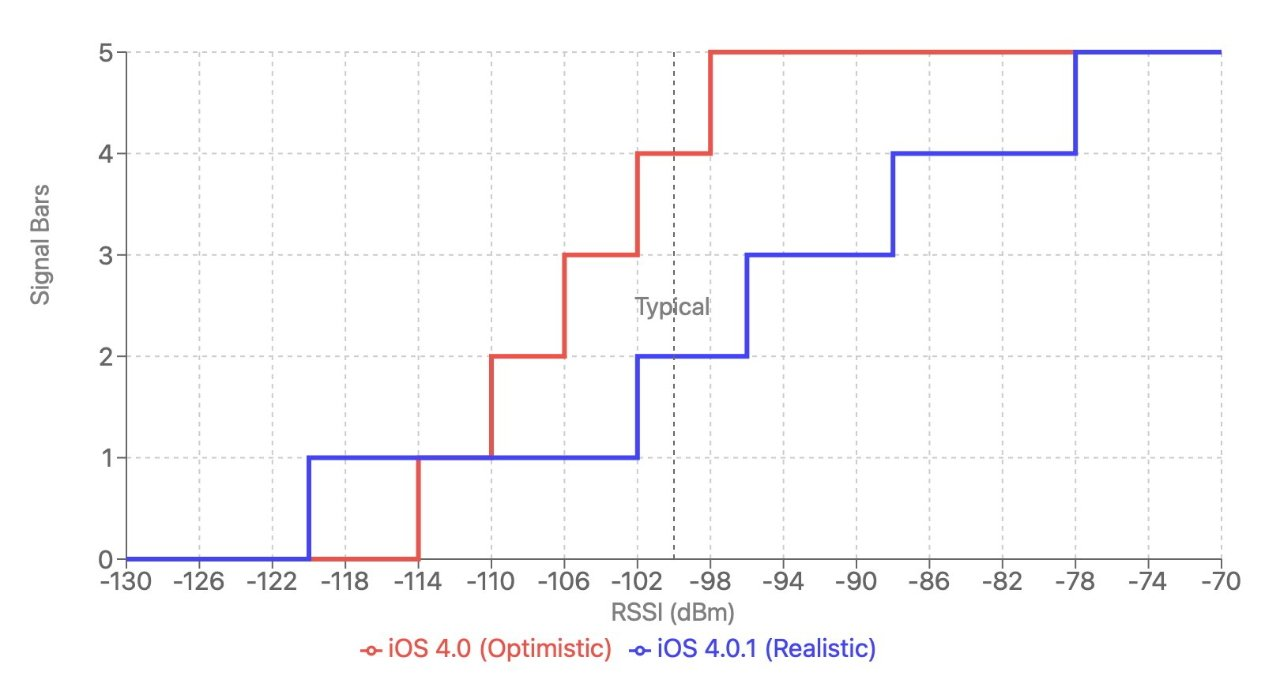 5
4
3
2
1
0
Signal Bars
Typical
-130 -126 -122 -118 -114 -110 -106 -102 -98 -94 -90 -86 -82 -78 -74 -70
RSSI (dBm)
iOS 4.0 (Optimistic) iOS 4.0.1 (Realistic)